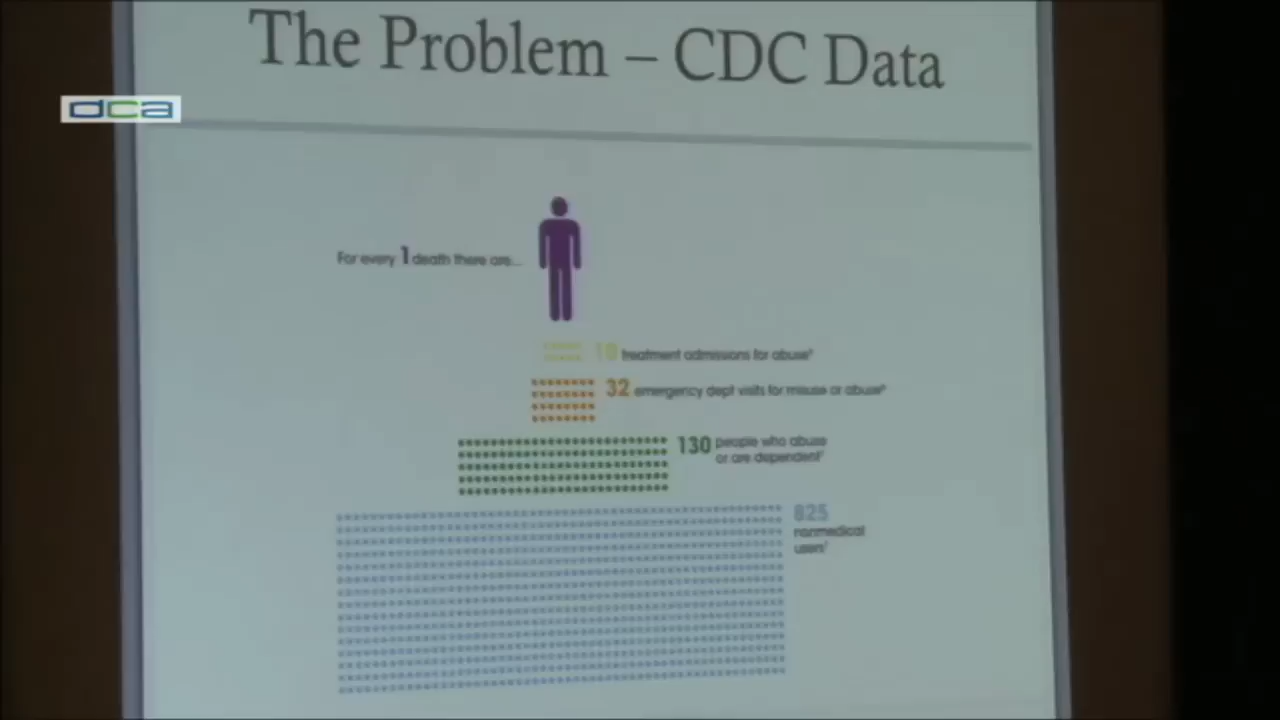 The Problem – CDC Data
dca
For every 1 death there are...
treatment admissions for abuse
32 emergency dept visits for misuse or abuse
130 people who abuse
or are dependent
825
nonmedical
users